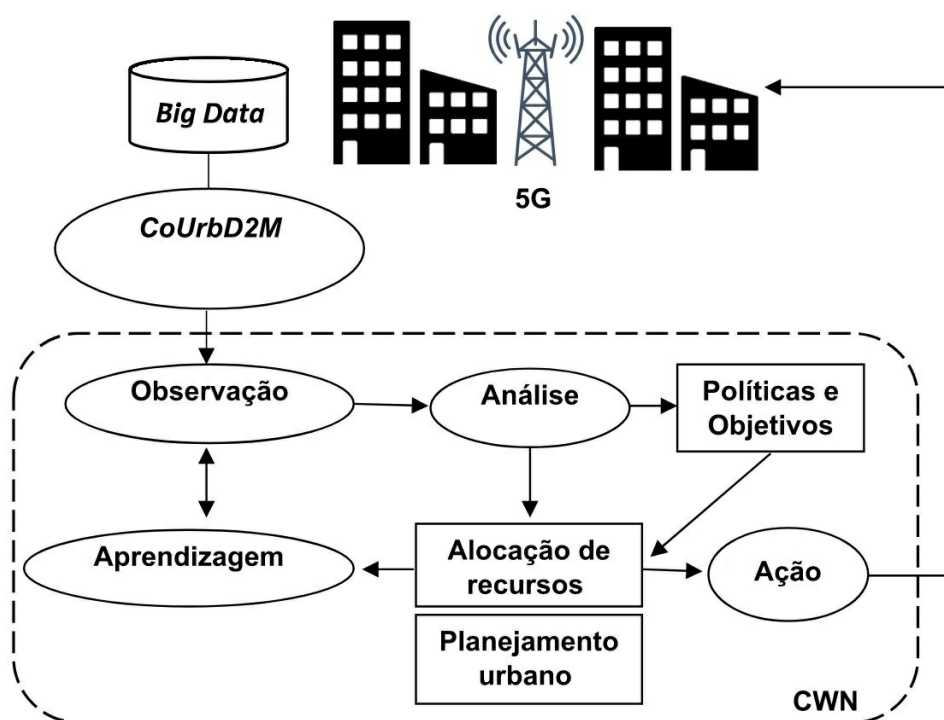 Big Data
5G
CoUrbD2M
Observação
Análise
Políticas e
Objetivos
Aprendizagem
Alocação de
recursos
Ação
Planejamento
urbano
CWN